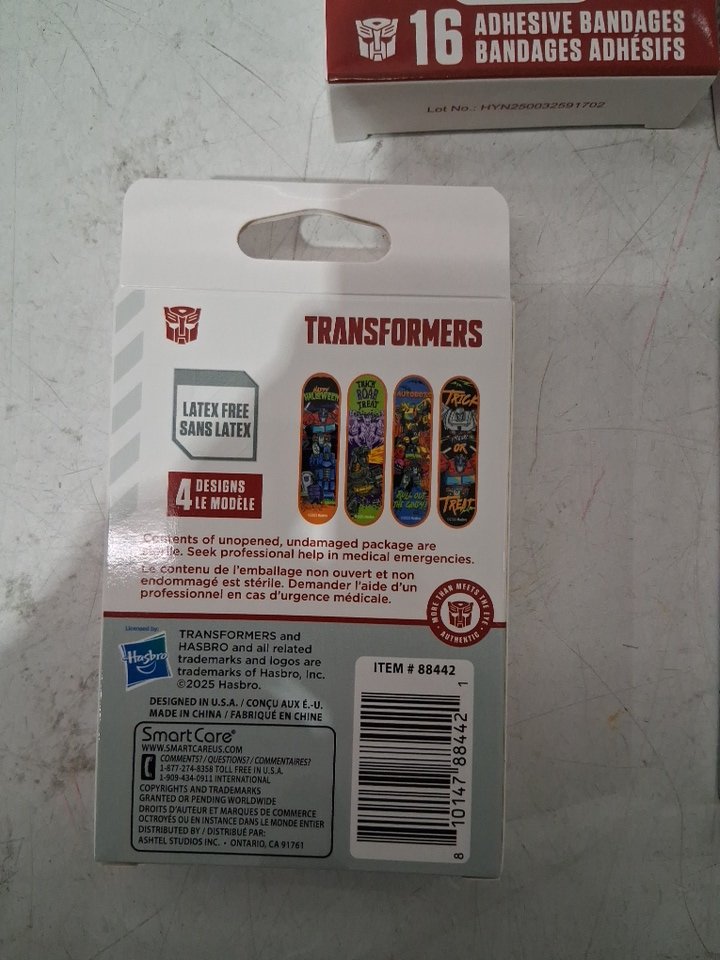 16 ADHESIVE BANDAGES
BANDAGES ADHÉSIFS
Lot No.: HYN250032591702
TRANSFORMERS
LATEX FREE
SANS LATEX
4 DESIGNS
LE MODÈLE
HAPPY
HALLOWEEN
TRICK
ROAR
TREAT
AUTOBOTS
ROLL OUT
THE CANDY!
TRICK
OR
TREAT
Contents of unopened, undamaged package are
sterile. Seek professional help in medical emergencies.
Le contenu de l'emballage non ouvert et non
endommagé est stérile. Demander l'aide d'un
professionnel en cas d'urgence médicale.
MORE THAN MEETS THE EYE
• AUTHENTIC •
Licensed by:
Hasbro
TRANSFORMERS and
HASBRO and all related
trademarks and logos are
trademarks of Hasbro, Inc.
©2025 Hasbro.
DESIGNED IN U.S.A. / CONÇU AUX É.-U.
MADE IN CHINA / FABRIQUÉ EN CHINE
SmartCare®
WWW.SMARTCAREUS.COM
COMMENTS? / QUESTIONS? / COMMENTAIRES?
1-877-274-8358 TOLL FREE IN U.S.A.
1-909-434-0911 INTERNATIONAL
COPYRIGHTS AND TRADEMARKS
GRANTED OR PENDING WORLDWIDE
DROITS D'AUTEUR ET MARQUES DE COMMERCE
OCTROYÉS OU EN INSTANCE DANS LE MONDE ENTIER
DISTRIBUTED BY / DISTRIBUÉ PAR:
ASHTEL STUDIOS INC. • ONTARIO, CA 91761
ITEM # 88442
8 10147 88442 1